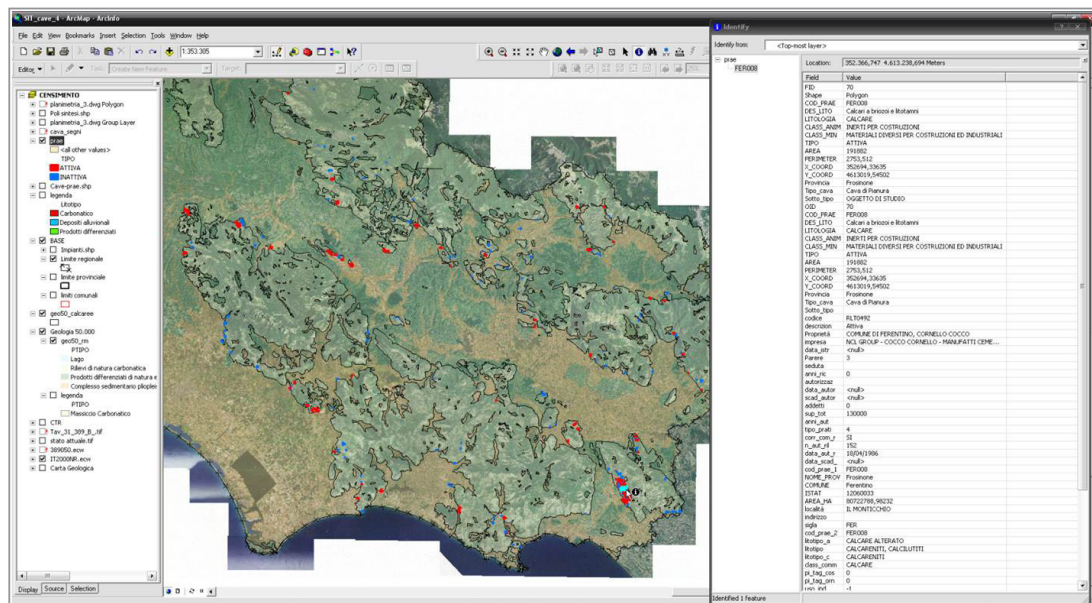 SIT_cave_4 - ArcMap - ArcInfo
File Edit View Bookmarks Insert Selection Tools Window Help
1:353.305
Editor Task: Create New Feature Target:
CENSIMENTO
planimetria_3.dwg Polygon
Poli sintesi.shp
planimetria_3.dwg Group Layer
cava_segni
prae
<all other values>
TIPO
ATTIVA
INATTIVA
Cave-prae.shp
legenda
Litotipo
Carbonatico
Depositi alluvionali
Prodotti differenziati
BASE
Impianti.shp
Limite regionale
limite provinciale
limiti comunali
geo50_calcaree
Geologia 50.000
geo50_rm
PTIPO
Lago
Rilievi di natura carbonatica
Prodotti differenziati di natura e
Complesso sedimentario pliople
legenda
PTIPO
Massiccio Carbonatico
CTR
Tav_31_389_B_.tif
stato attuale.tif
389050.ecw
IT2000NR.ecw
Carta Geologica
Display Source Selection
Identify
Identify from: <Top-most layer>
prae
FER008
Location: 352.366,747 4.613.238,694 Meters
Field Value
FID 70
Shape Polygon
COD_PRAE FER008
DES_LITO Calcari a briozoi e litotamni
LITOLOGIA CALCARE
CLASS_ANIM INERTI PER COSTRUZIONI
CLASS_MIN MATERIALI DIVERSI PER COSTRUZIONI ED INDUSTRIALI
TIPO ATTIVA
AREA 191882
PERIMETER 2753,512
X_COORD 352694,33635
Y_COORD 4613019,54502
Provincia Frosinone
Tipo_cava Cava di Pianura
Sotto_tipo OGGETTO DI STUDIO
OID 70
COD_PRAE FER008
DES_LITO Calcari a briozoi e litotamni
LITOLOGIA CALCARE
CLASS_ANIM INERTI PER COSTRUZIONI
CLASS_MIN MATERIALI DIVERSI PER COSTRUZIONI ED INDUSTRIALI
TIPO ATTIVA
AREA 191882
PERIMETER 2753,512
X_COORD 352694,33635
Y_COORD 4613019,54502
Provincia Frosinone
Tipo_cava Cava di Pianura
Sotto_tipo
codice RLT0492
descrizion Attiva
Proprietà COMUNE DI FERENTINO, CORNELLO COCCO
impresa NCL GROUP - COCCO CORNELLO - MANUFATTI CEME...
data_istr <null>
Parere 3
seduta
anni_ric 0
autorizzaz
data_autor <null>
scad_autor <null>
addetti 0
sup_tot 130000
anni_aut
tipo_prati 4
corr_com_r SI
n_aut_ril 152
data_aut_r 18/04/1986
data_scad_ <null>
cod_prae_1 FER008
NOME_PROV Frosinone
COMUNE Ferentino
ISTAT 12060033
AREA_HA 80722788,98232
località IL MONTICCHIO
indirizzo
sigla FER
cod_prae_2 FER008
litotipo_a CALCARE ALTERATO
litotipo CALCARENITI, CALCILUTITI
litotipo_c CALCARENITI
class_comm CALCARE
pi_tag_cos 0
pi_tag_orn 0
uso_ind -1
Identified 1 feature